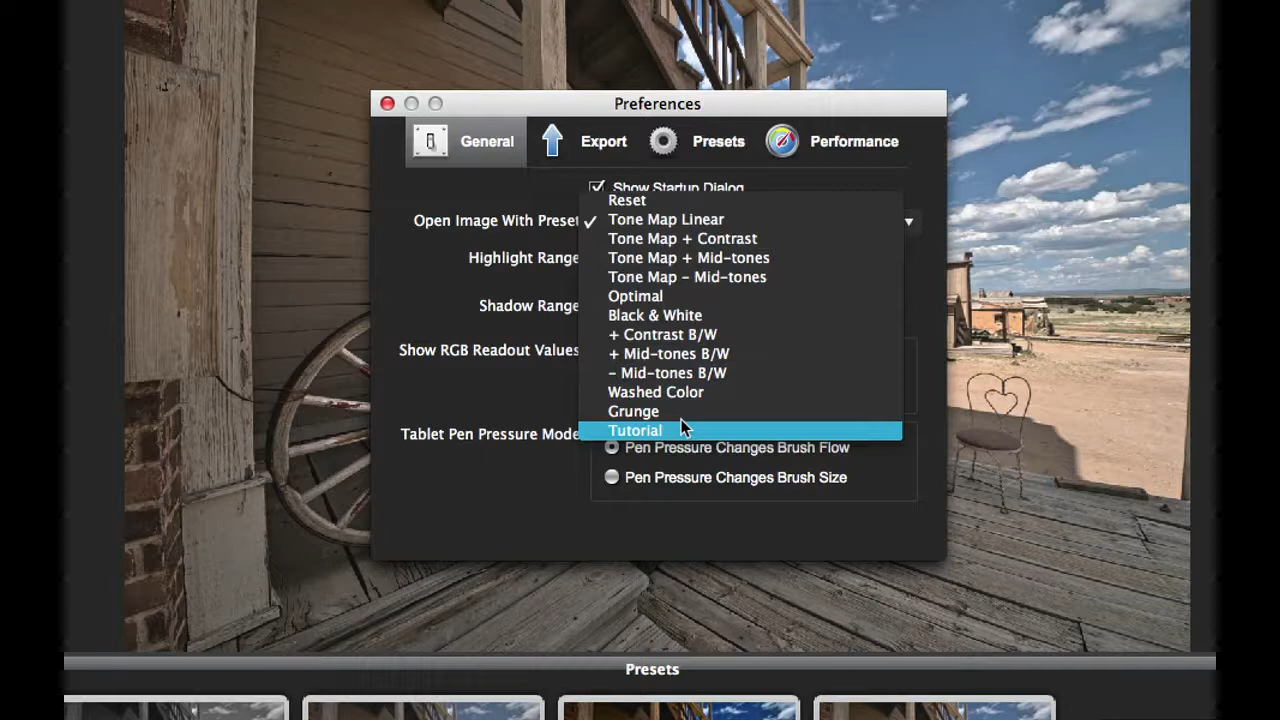 Preferences
General Export Presets Performance
Show Startup Dialog
Reset
Open Image With Preset ✓ Tone Map Linear
Tone Map + Contrast
Highlight Range Tone Map + Mid-tones
Tone Map - Mid-tones
Optimal
Shadow Range
Black & White
+ Contrast B/W
Show RGB Readout Values + Mid-tones B/W
- Mid-tones B/W
Washed Color
Grunge
Tablet Pen Pressure Mode Tutorial
Pen Pressure Changes Brush Flow
Pen Pressure Changes Brush Size
Presets